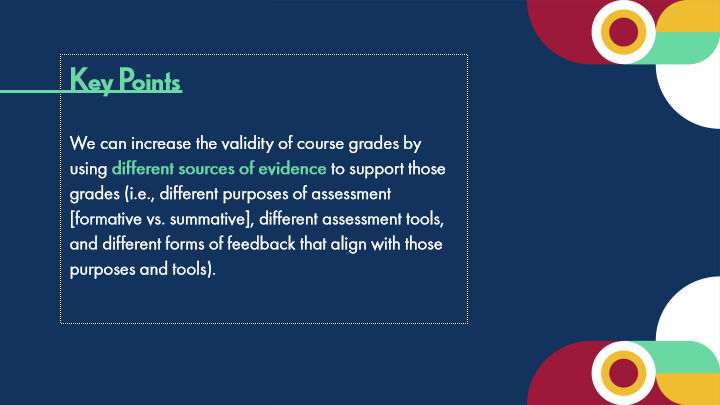 Key Points
We can increase the validity of course grades by
using different sources of evidence to support those
grades (i.e., different purposes of assessment
[formative vs. summative], different assessment tools,
and different forms of feedback that align with those
purposes and tools).